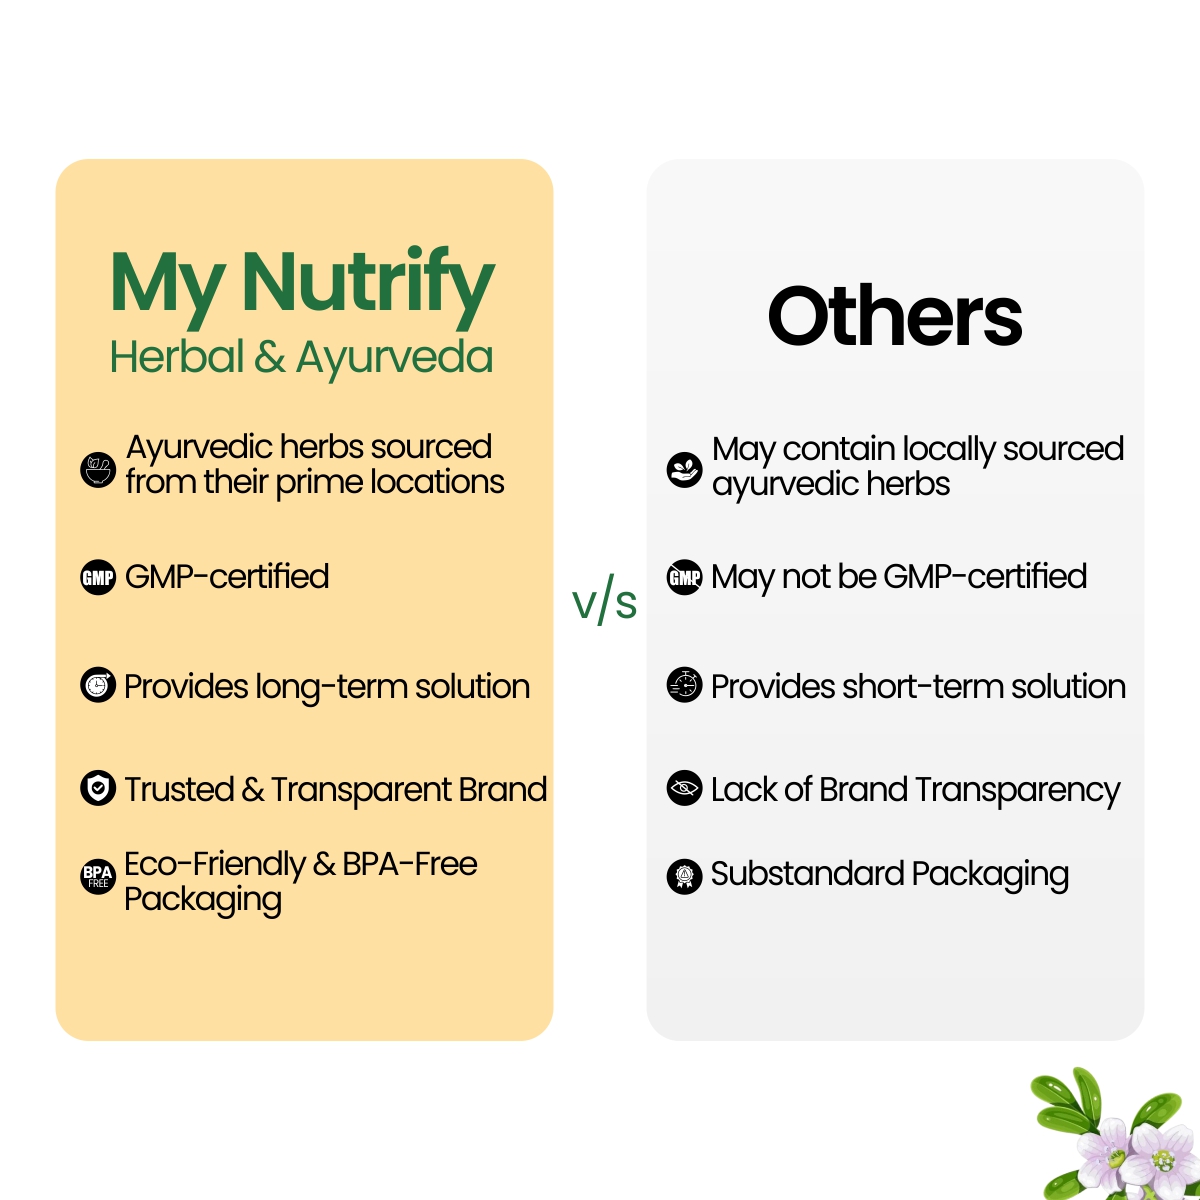 My Nutrify
Herbal & Ayurveda
Ayurvedic herbs sourced
from their prime locations
GMP GMP-certified
Provides long-term solution
Trusted & Transparent Brand
BPA
FREE
Eco-Friendly & BPA-Free
Packaging
v/s
Others
May contain locally sourced
ayurvedic herbs
GMP May not be GMP-certified
Provides short-term solution
Lack of Brand Transparency
Substandard Packaging